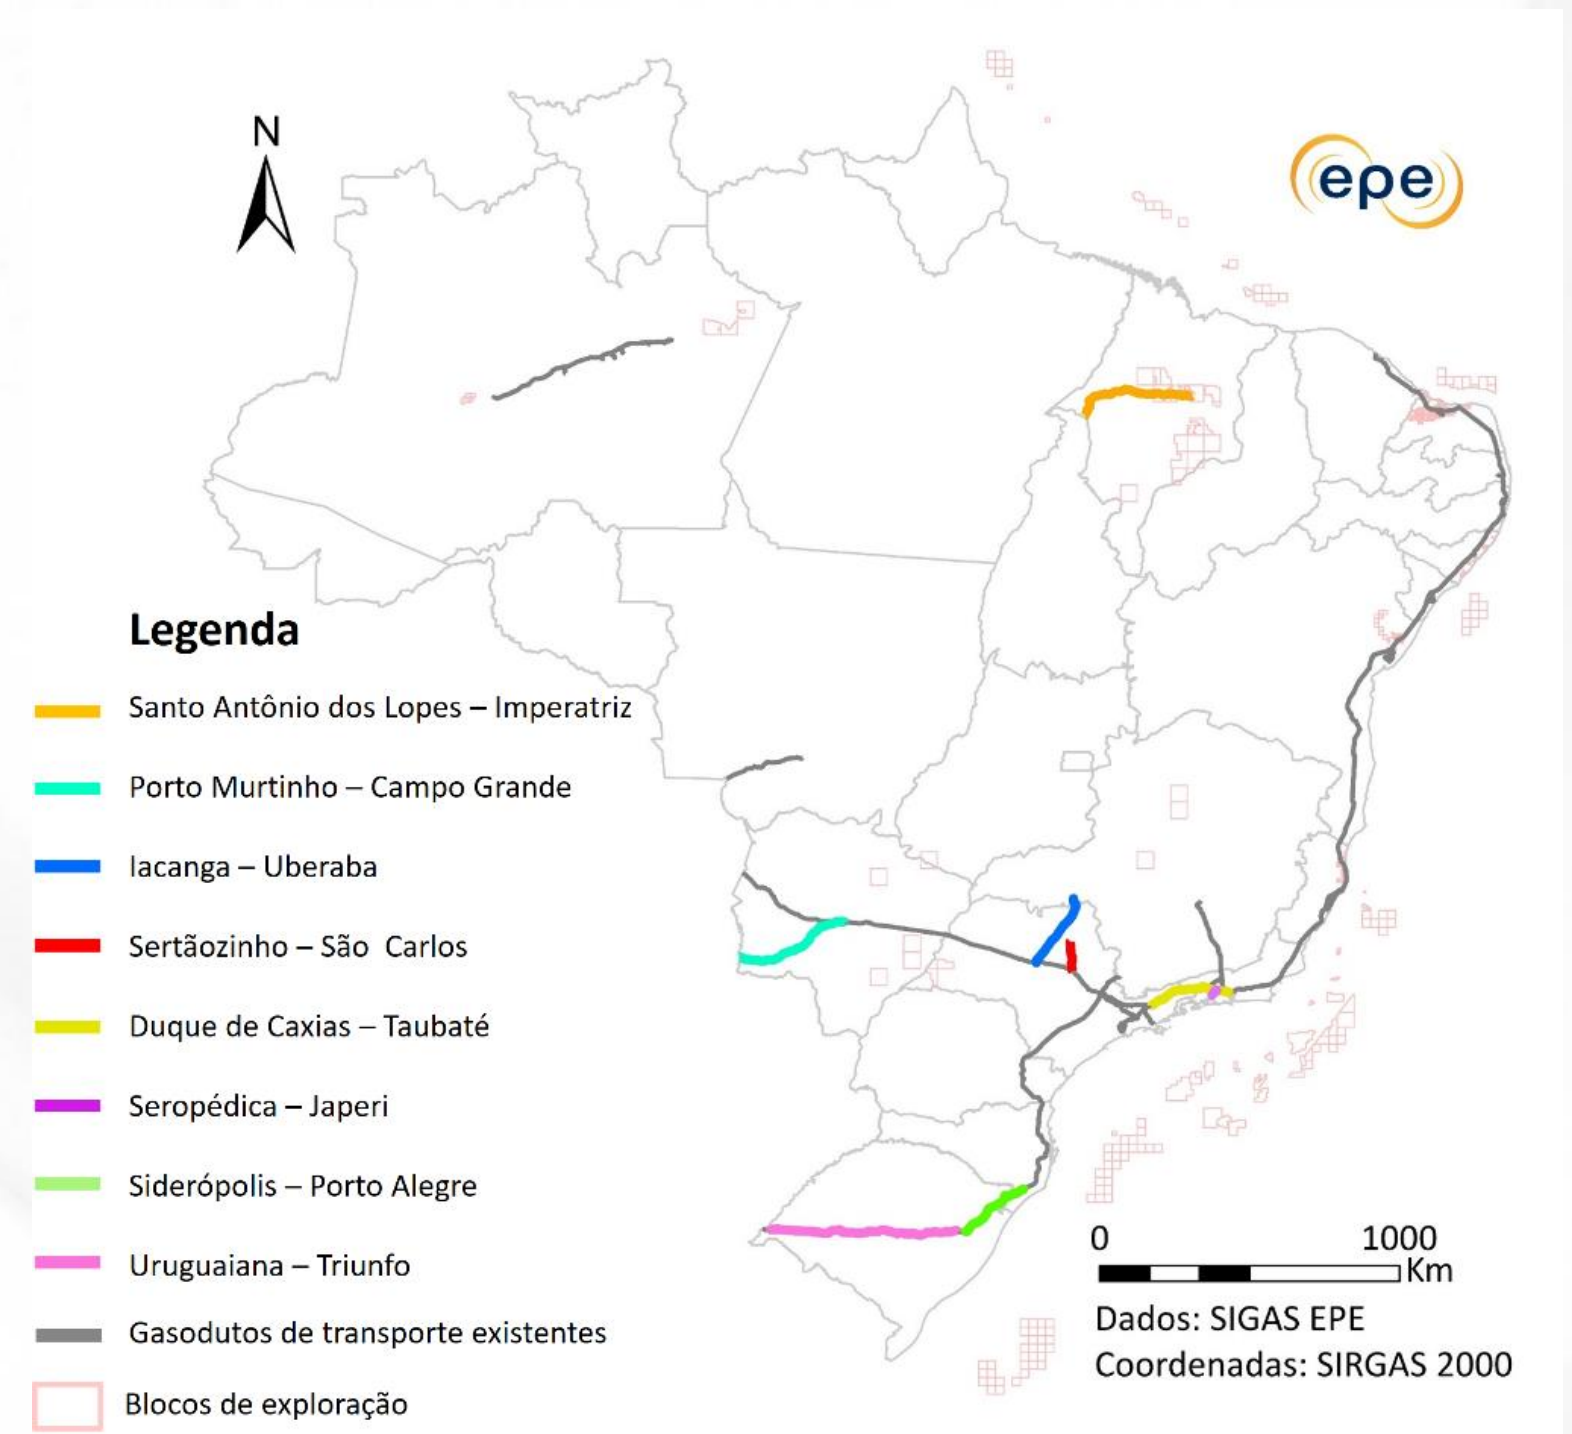 N
epe
Legenda
Santo Antônio dos Lopes – Imperatriz
Porto Murtinho – Campo Grande
Iacanga – Uberaba
Sertãozinho – São Carlos
Duque de Caxias – Taubaté
Seropédica – Japeri
Siderópolis – Porto Alegre
Uruguaiana – Triunfo
Gasodutos de transporte existentes
Blocos de exploração
0 1000
Km
Dados: SIGAS EPE
Coordenadas: SIRGAS 2000